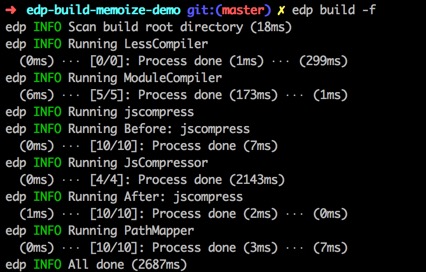 ➜ edp-build-memoize-demo git:(master) ✗ edp build -f
edp INFO Scan build root directory (18ms)
edp INFO Running LessCompiler
(0ms) ··· [0/0]: Process done (1ms) ··· (299ms)
edp INFO Running ModuleCompiler
(6ms) ··· [5/5]: Process done (173ms) ··· (1ms)
edp INFO Running jscompress
edp INFO Running Before: jscompress
(0ms) ··· [10/10]: Process done (7ms)
edp INFO Running JsCompressor
(0ms) ··· [4/4]: Process done (2143ms)
edp INFO Running After: jscompress
(1ms) ··· [10/10]: Process done (2ms) ··· (0ms)
edp INFO Running PathMapper
(0ms) ··· [10/10]: Process done (3ms) ··· (7ms)
edp INFO All done (2687ms)